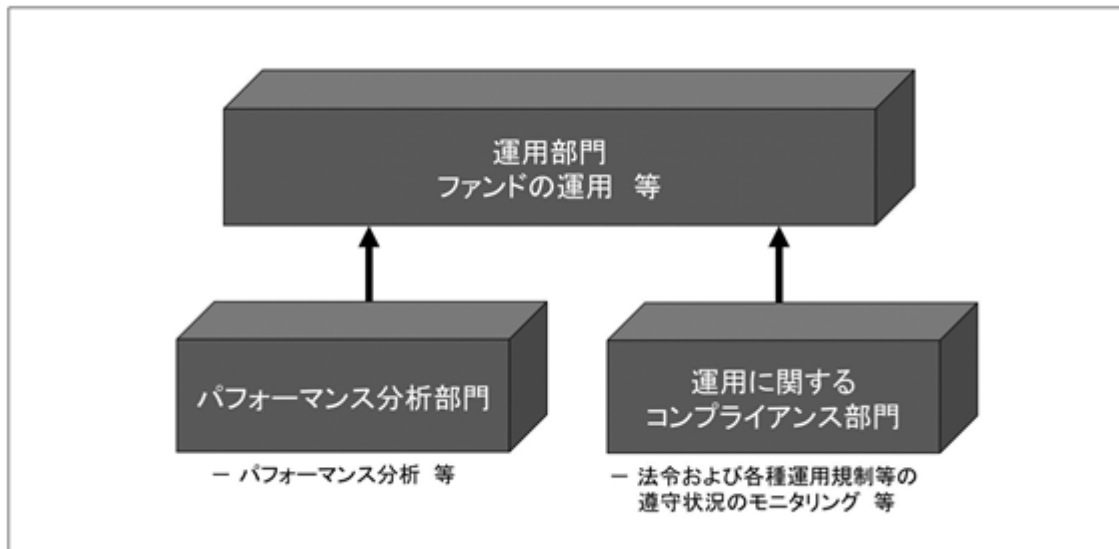 運用部門
ファンドの運用 等
パフォーマンス分析部門
− パフォーマンス分析 等
運用に関する
コンプライアンス部門
− 法令および各種運用規制等の
遵守状況のモニタリング 等